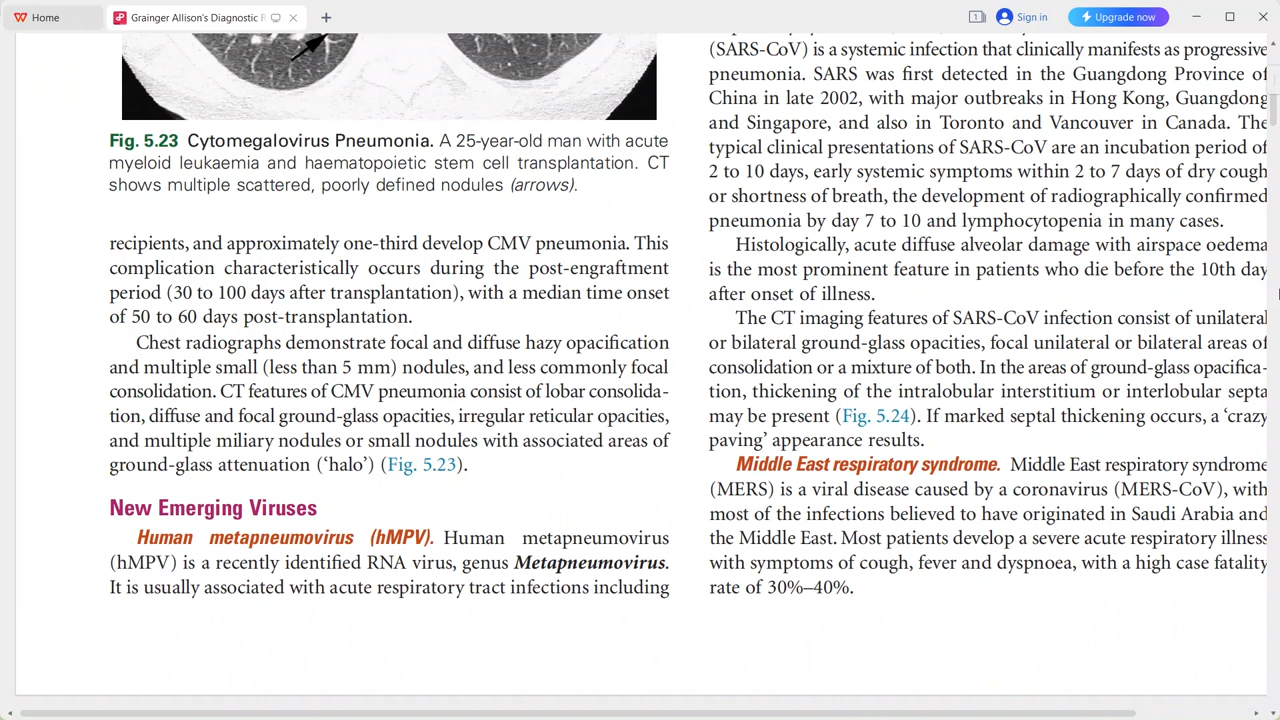 Home
Grainger Allison's Diagnostic R
1
Sign in
Upgrade now
Fig. 5.23 Cytomegalovirus Pneumonia. A 25-year-old man with acute
myeloid leukaemia and haematopoietic stem cell transplantation. CT
shows multiple scattered, poorly defined nodules (arrows).
recipients, and approximately one-third develop CMV pneumonia. This
complication characteristically occurs during the post-engraftment
period (30 to 100 days after transplantation), with a median time onset
of 50 to 60 days post-transplantation.
Chest radiographs demonstrate focal and diffuse hazy opacification
and multiple small (less than 5 mm) nodules, and less commonly focal
consolidation. CT features of CMV pneumonia consist of lobar consolida-
tion, diffuse and focal ground-glass opacities, irregular reticular opacities,
and multiple miliary nodules or small nodules with associated areas of
ground-glass attenuation (‘halo’) (Fig. 5.23).
New Emerging Viruses
Human metapneumovirus (hMPV). Human metapneumovirus
(hMPV) is a recently identified RNA virus, genus Metapneumovirus.
It is usually associated with acute respiratory tract infections including
(SARS-CoV) is a systemic infection that clinically manifests as progressive
pneumonia. SARS was first detected in the Guangdong Province of
China in late 2002, with major outbreaks in Hong Kong, Guangdong
and Singapore, and also in Toronto and Vancouver in Canada. The
typical clinical presentations of SARS-CoV are an incubation period of
2 to 10 days, early systemic symptoms within 2 to 7 days of dry cough
or shortness of breath, the development of radiographically confirmed
pneumonia by day 7 to 10 and lymphocytopenia in many cases.
Histologically, acute diffuse alveolar damage with airspace oedema
is the most prominent feature in patients who die before the 10th day
after onset of illness.
The CT imaging features of SARS-CoV infection consist of unilateral
or bilateral ground-glass opacities, focal unilateral or bilateral areas of
consolidation or a mixture of both. In the areas of ground-glass opacifica-
tion, thickening of the intralobular interstitium or interlobular septa
may be present (Fig. 5.24). If marked septal thickening occurs, a ‘crazy
paving’ appearance results.
Middle East respiratory syndrome. Middle East respiratory syndrome
(MERS) is a viral disease caused by a coronavirus (MERS-CoV), with
most of the infections believed to have originated in Saudi Arabia and
the Middle East. Most patients develop a severe acute respiratory illness
with symptoms of cough, fever and dyspnoea, with a high case fatality
rate of 30%–40%.